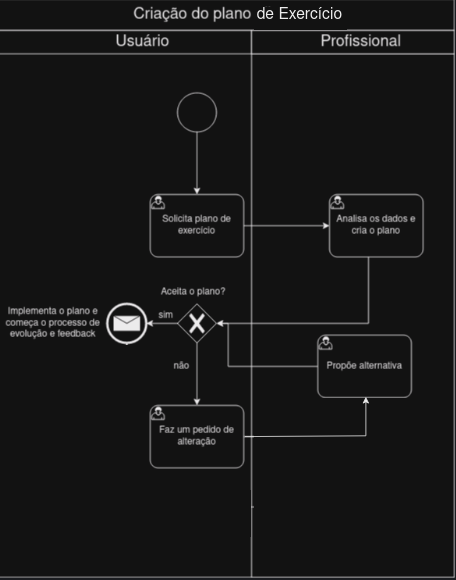 Criação do plano de Exercício
Usuário
Profissional
Solicita plano de
exercício
Analisa os dados e
cria o plano
Aceita o plano?
Implementa o plano e
começa o processo de
evolução e feedback
sim
não
Propõe alternativa
Faz um pedido de
alteração